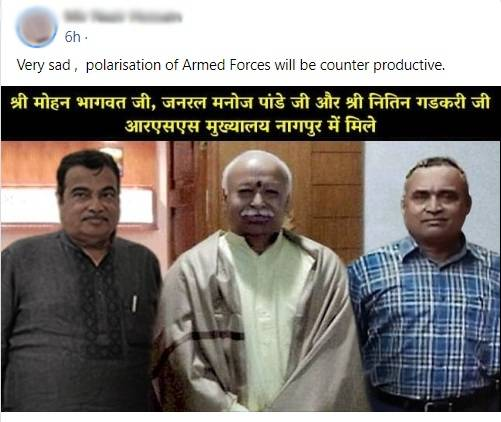 6h ·
Very sad , polarisation of Armed Forces will be counter productive.
श्री मोहन भागवत जी, जनरल मनोज पांडे जी और श्री नितिन गडकरी जी
आरएसएस मुख्यालय नागपुर में मिले